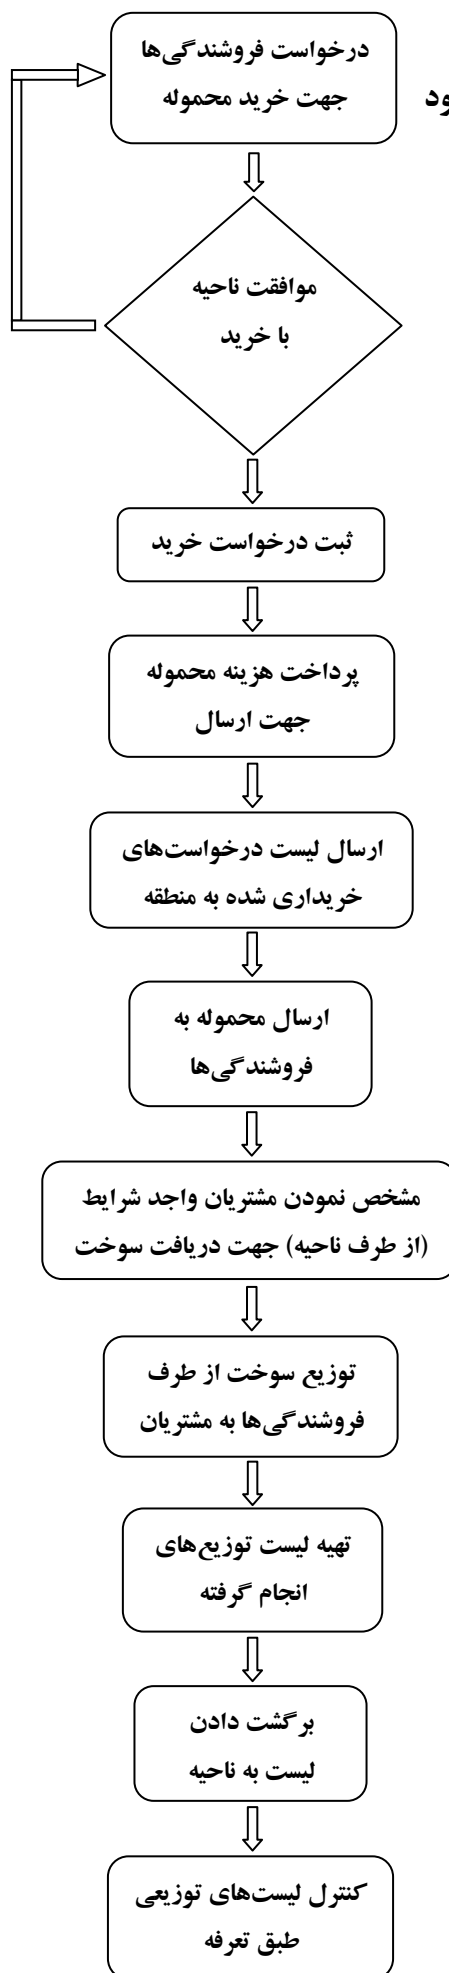 درخواست فروشندگی‌ها
جهت خرید محموله
ود
موافقت ناحیه
با خرید
ثبت درخواست خرید
پرداخت هزینه محموله
جهت ارسال
ارسال لیست درخواست‌های
خریداری شده به منطقه
ارسال محموله به
فروشندگی‌ها
مشخص نمودن مشتریان واجد شرایط
(از طرف ناحیه) جهت دریافت سوخت
توزیع سوخت از طرف
فروشندگی‌ها به مشتریان
تهیه لیست توزیع‌های
انجام گرفته
برگشت دادن
لیست به ناحیه
کنترل لیست‌های توزیعی
طبق تعرفه